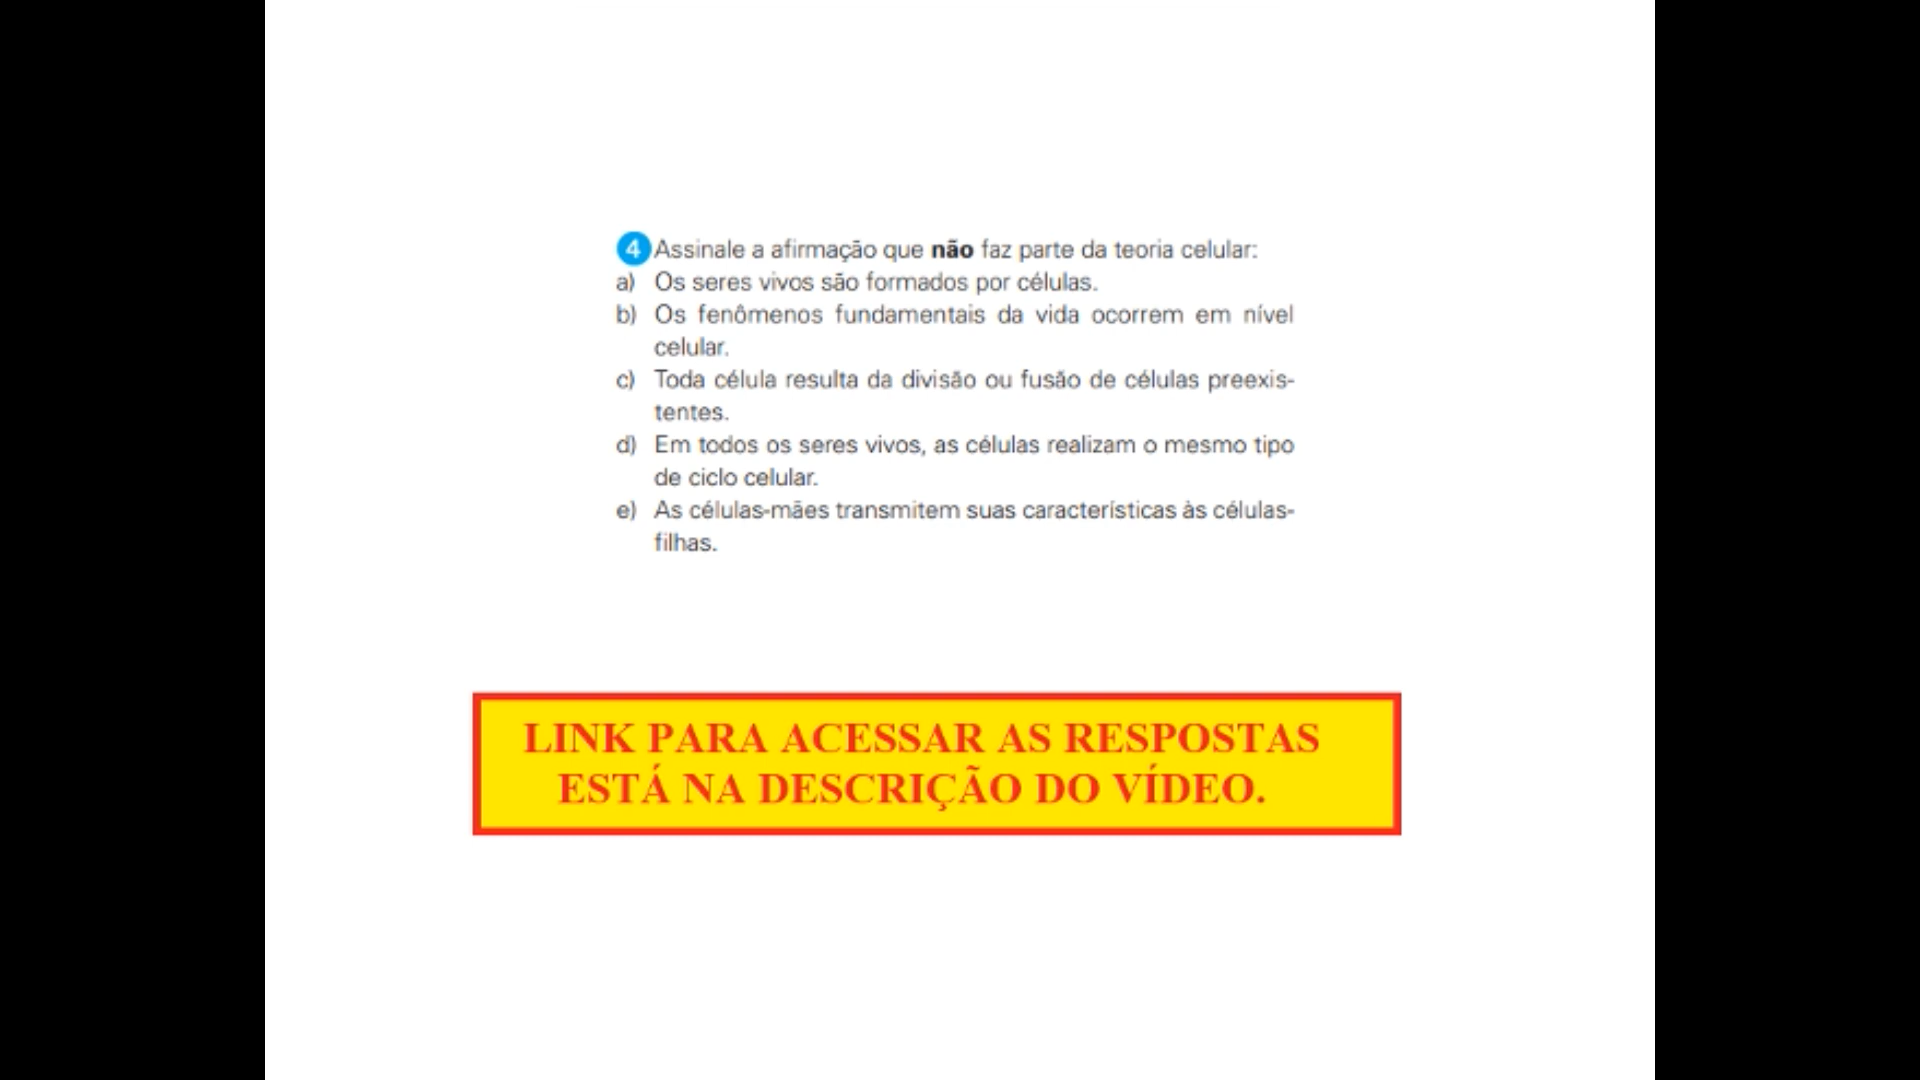 4 Assinale a afirmação que não faz parte da teoria celular:
a) Os seres vivos são formados por células.
b) Os fenômenos fundamentais da vida ocorrem em nível
celular.
c) Toda célula resulta da divisão ou fusão de células preexis-
tentes.
d) Em todos os seres vivos, as células realizam o mesmo tipo
de ciclo celular.
e) As células-mães transmitem suas características às células-
filhas.
LINK PARA ACESSAR AS RESPOSTAS
ESTÁ NA DESCRIÇÃO DO VÍDEO.